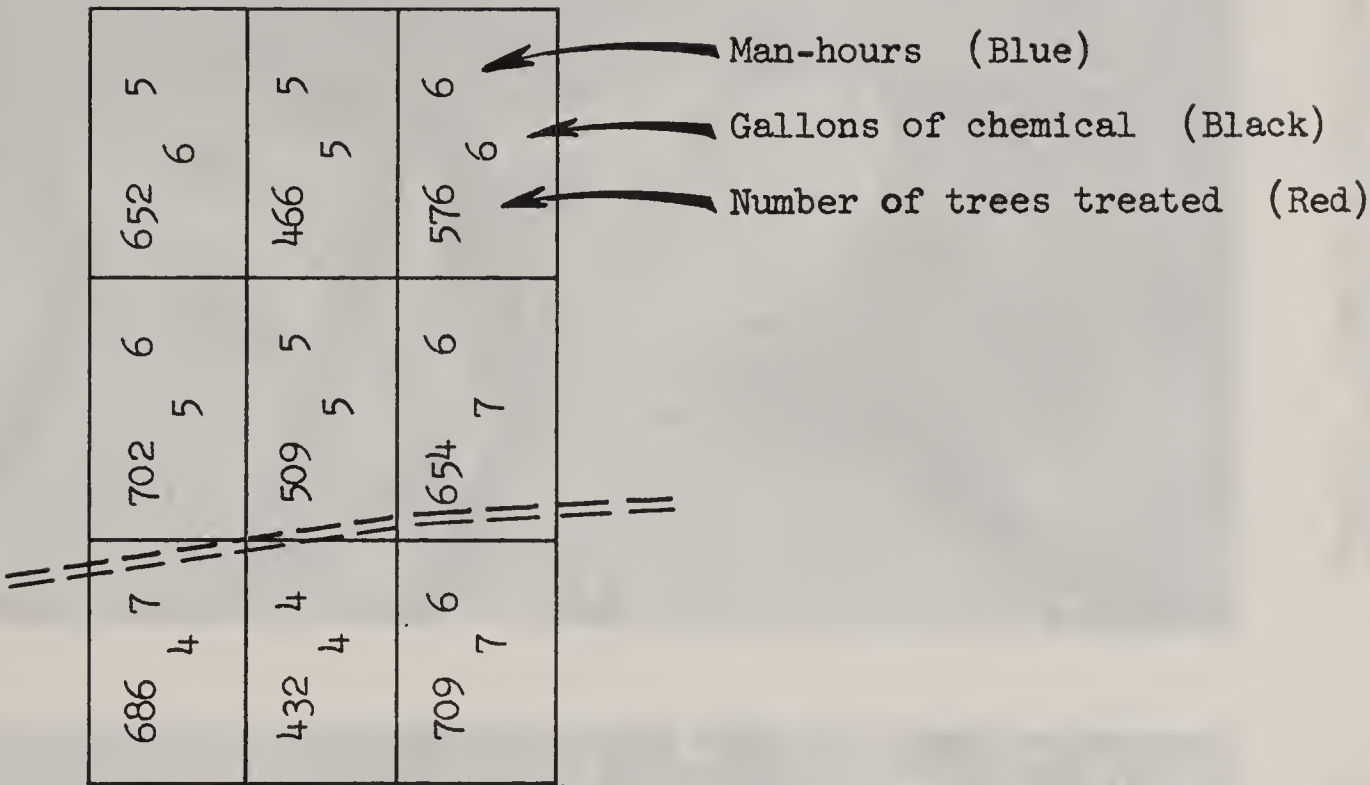 Man-hours (Blue)
Gallons of chemical (Black)
Number of trees treated (Red)
652 6 5
466 5 5
576 6 6
702 5 6
509 5 5
654 7 6
686 4 7
432 4 4
709 7 6